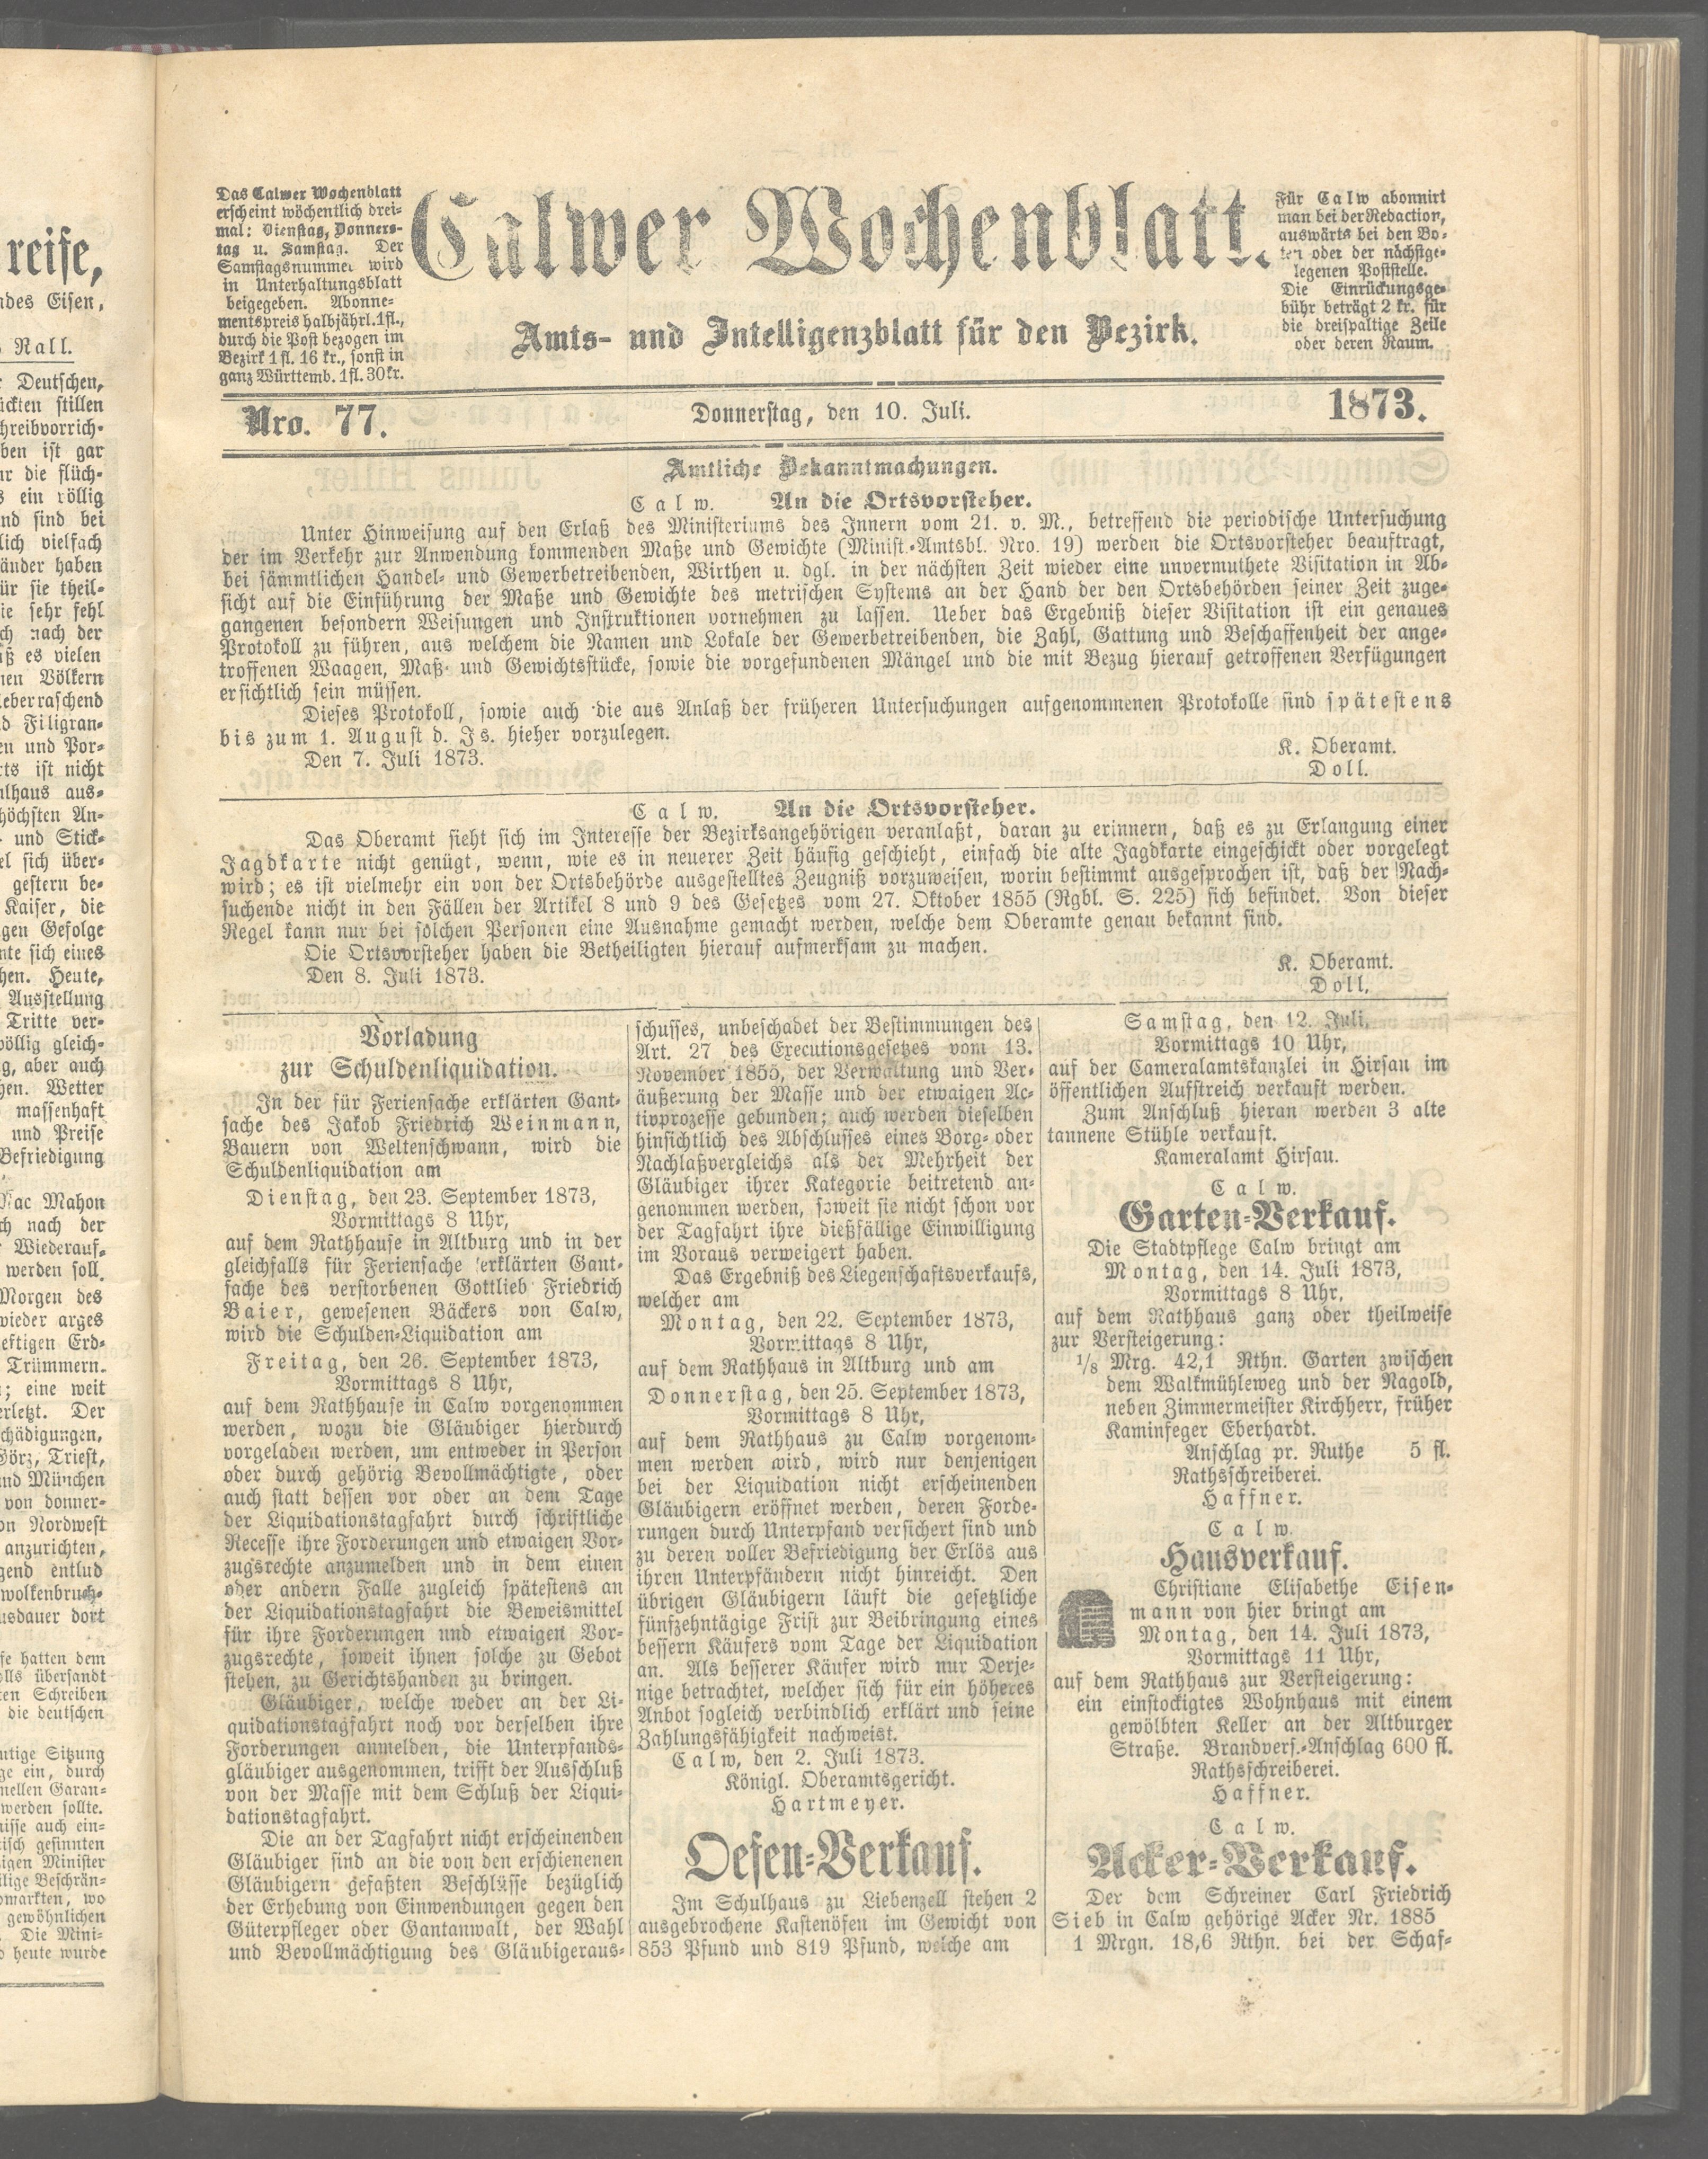 Das Calwer Wochenblatt
erscheint wöchentlich drei-
mal: Dienstag, Donners-
tag u. Samstag. Der
Samstagsnummer wird
in Unterhaltungsblatt
beigegeben. Abonne-
mentspreis halbjährl. 1 fl.,
durch die Post bezogen im
Bezirk 1 fl. 16 kr., sonst in
ganz Württemb. 1 fl. 30 kr.
Calwer Wochenblatt.
Amts- und Intelligenzblatt für den Bezirk.
Für Calw abonnirt
man bei der Redaction,
auswärts bei den Bo-
ten oder der nächstge-
legenen Poststelle.
Die Einrückungsge-
bühr beträgt 2 kr. für
die dreispaltige Zeile
oder deren Raum.
Nro. 77.
Donnerstag, den 10. Juli.
1873.
Amtliche Bekanntmachungen.
Calw. An die Ortsvorsteher.
Unter Hinweisung auf den Erlaß des Ministeriums des Innern vom 21. v. M., betreffend die periodische Untersuchung
der im Verkehr zur Anwendung kommenden Maße und Gewichte (Minist.-Amtsbl. Nro. 19) werden die Ortsvorsteher beauftragt,
bei sämmtlichen Handel- und Gewerbetreibenden, Wirthen u. dgl. in der nächsten Zeit wieder eine unvermuthete Visitation in Ab-
sicht auf die Einführung der Maße und Gewichte des metrischen Systems an der Hand der den Ortsbehörden seiner Zeit zuge-
gangenen besondern Weisungen und Instruktionen vornehmen zu lassen. Ueber das Ergebniß dieser Visitation ist ein genaues
Protokoll zu führen, aus welchem die Namen und Lokale der Gewerbetreibenden, die Zahl, Gattung und Beschaffenheit der ange-
troffenen Waagen, Maß- und Gewichtsstücke, sowie die vorgefundenen Mängel und die mit Bezug hierauf getroffenen Verfügungen
ersichtlich sein müssen.
Dieses Protokoll, sowie auch die aus Anlaß der früheren Untersuchungen aufgenommenen Protokolle sind spätestens
bis zum 1. August d. Js. hieher vorzulegen.
Den 7. Juli 1873.
K. Oberamt.
Doll.
Calw. An die Ortsvorsteher.
Das Oberamt sieht sich im Interesse der Bezirksangehörigen veranlaßt, daran zu erinnern, daß es zu Erlangung einer
Jagdkarte nicht genügt, wenn, wie es in neuerer Zeit häufig geschieht, einfach die alte Jagdkarte eingeschickt oder vorgelegt
wird; es ist vielmehr ein von der Ortsbehörde ausgestelltes Zeugniß vorzuweisen, worin bestimmt ausgesprochen ist, daß der Nach-
suchende nicht in den Fällen der Artikel 8 und 9 des Gesetzes vom 27. Oktober 1855 (Rgbl. S. 225) sich befindet. Von dieser
Regel kann nur bei solchen Personen eine Ausnahme gemacht werden, welche dem Oberamte genau bekannt sind.
Die Ortsvorsteher haben die Betheiligten hierauf aufmerksam zu machen.
Den 8. Juli 1873.
K. Oberamt.
Doll.
Vorladung
zur Schuldenliquidation.
In der für Feriensache erklärten Gant-
sache des Jakob Friedrich Weinmann,
Bauern von Weltenschwann, wird die
Schuldenliquidation am
Dienstag, den 23. September 1873,
Vormittags 8 Uhr,
auf dem Rathhause in Altburg und in der
gleichfalls für Feriensache erklärten Gant-
sache des verstorbenen Gottlieb Friedrich
Baier, gewesenen Bäckers von Calw,
wird die Schulden-Liquidation am
Freitag, den 26. September 1873,
Vormittags 8 Uhr,
auf dem Rathhause in Calw vorgenommen
werden, wozu die Gläubiger hierdurch
vorgeladen werden, um entweder in Person
oder durch gehörig Bevollmächtigte, oder
auch statt dessen vor oder an dem Tage
der Liquidationstagfahrt durch schriftliche
Recesse ihre Forderungen und etwaigen Vor-
zugsrechte anzumelden und in dem einen
oder andern Falle zugleich spätestens an
der Liquidationstagfahrt die Beweismittel
für ihre Forderungen und etwaigen Vor-
zugsrechte, soweit ihnen solche zu Gebot
stehen, zu Gerichtshanden zu bringen.
Gläubiger, welche weder an der Li-
quidationstagfahrt noch vor derselben ihre
Forderungen anmelden, die Unterpfands-
gläubiger ausgenommen, trifft der Ausschluß
von der Masse mit dem Schluß der Liqui-
dationstagfahrt.
Die an der Tagfahrt nicht erscheinenden
Gläubiger sind an die von den erschienenen
Gläubigern gefaßten Beschlüsse bezüglich
der Erhebung von Einwendungen gegen den
Güterpfleger oder Gantanwalt, der Wahl
und Bevollmächtigung des Gläubigeraus-
schusses, unbeschadet der Bestimmungen des
Art. 27 des Executionsgesetzes vom 13.
November 1855, der Verwaltung und Ver-
äußerung der Masse und der etwaigen Ac-
tivprozesse gebunden; auch werden dieselben
hinsichtlich des Abschlusses eines Borg- oder
Nachlaßvergleichs als der Mehrheit der
Gläubiger ihrer Kategorie beitretend an-
genommen werden, soweit sie nicht schon vor
der Tagfahrt ihre dießfällige Einwilligung
im Voraus verweigert haben.
Das Ergebniß des Liegenschaftsverkaufs,
welcher am
Montag, den 22. September 1873,
Vormittags 8 Uhr,
auf dem Rathhaus in Altburg und am
Donnerstag, den 25. September 1873,
Vormittags 8 Uhr,
auf dem Rathhaus zu Calw vorgenom-
men werden wird, wird nur denjenigen
bei der Liquidation nicht erscheinenden
Gläubigern eröffnet werden, deren Forde-
rungen durch Unterpfand versichert sind und
zu deren voller Befriedigung der Erlös aus
ihren Unterpfändern nicht hinreicht. Den
übrigen Gläubigern läuft die gesetzliche
fünfzehntägige Frist zur Beibringung eines
bessern Käufers vom Tage der Liquidation
an. Als besserer Käufer wird nur Derje-
nige betrachtet, welcher sich für ein höheres
Anbot sogleich verbindlich erklärt und seine
Zahlungsfähigkeit nachweist.
Calw, den 2. Juli 1873.
Königl. Oberamtsgericht.
Hartmeyer.
Oefen-Verkauf.
Im Schulhaus zu Liebenzell stehen 2
ausgebrochene Kastenöfen im Gewicht von
853 Pfund und 819 Pfund, welche am
Samstag, den 12. Juli,
Vormittags 10 Uhr,
auf der Cameralamtskanzlei in Hirsau im
öffentlichen Aufstreich verkauft werden.
Zum Anschluß hieran werden 3 alte
tannene Stühle verkauft.
Kameralamt Hirsau.
Calw.
Garten-Verkauf.
Die Stadtpflege Calw bringt am
Montag, den 14. Juli 1873,
Vormittags 8 Uhr,
auf dem Rathhaus ganz oder theilweise
zur Versteigerung:
1/8 Mrg. 42,1 Rthn. Garten zwischen
dem Walkmühleweg und der Nagold,
neben Zimmermeister Kirchherr, früher
Kaminfeger Eberhardt.
Anschlag pr. Ruthe 5 fl.
Rathsschreiberei.
Haffner.
Calw.
Hausverkauf.
Christiane Elisabethe Eisen-
mann von hier bringt am
Montag, den 14. Juli 1873,
Vormittags 11 Uhr,
auf dem Rathhaus zur Versteigerung:
ein einstockigtes Wohnhaus mit einem
gewölbten Keller an der Altburger
Straße. Brandvers.-Anschlag 600 fl.
Rathsschreiberei.
Haffner.
Calw.
Acker-Verkauf.
Der dem Schreiner Carl Friedrich
Sieb in Calw gehörige Acker Nr. 1885
1 Mrgn. 18,6 Rthn. bei der Schaf-